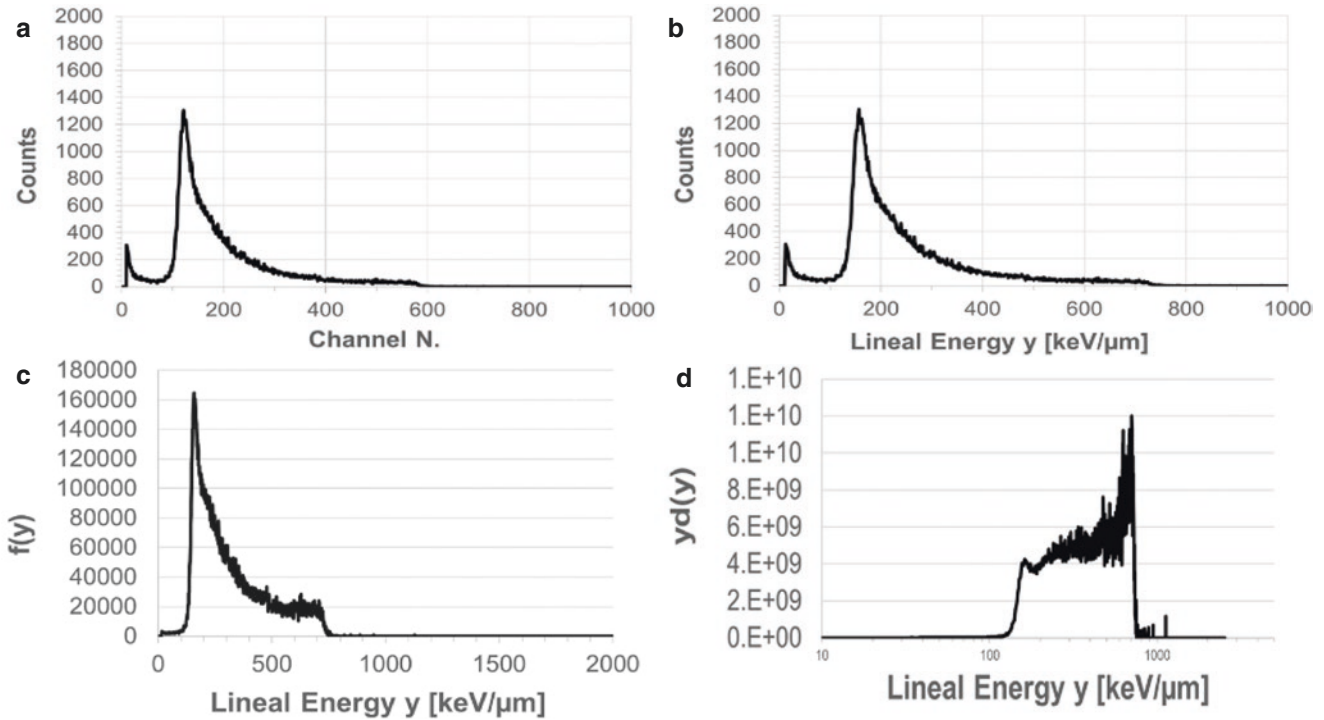 a
2000
1800
1600
1400
1200
1000
800
600
400
200
0
Counts
0 200 400 600 800 1000
Channel N.
b
2000
1800
1600
1400
1200
1000
800
600
400
200
0
Counts
0 200 400 600 800 1000
Lineal Energy y [keV/μm]
c
180000
160000
140000
120000
100000
80000
60000
40000
20000
0
f(y)
0 500 1000 1500 2000
Lineal Energy y [keV/μm]
d
1.E+10
1.E+10
1.E+10
8.E+09
6.E+09
4.E+09
2.E+09
0.E+00
yd(y)
10 100 1000
Lineal Energy y [keV/μm]